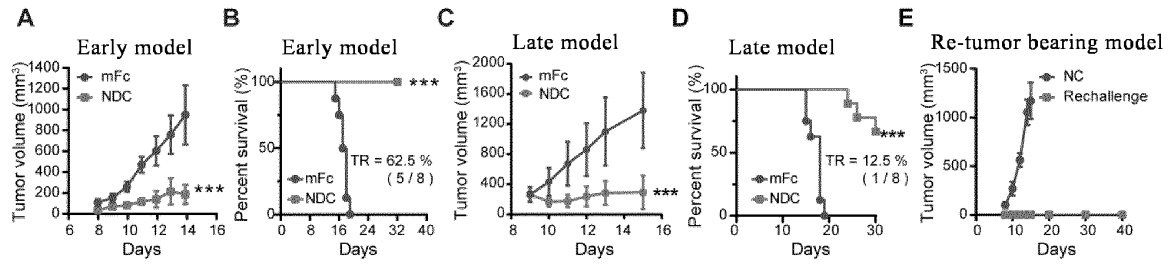 A
Early model
Tumor volume (mm³)
1400
1200
1000
800
600
400
200
0
mFc
NDC
***
6 8 10 12 14 16
Days
B
Early model
Percent survival (%)
100
50
0
***
TR = 62.5 %
( 5 / 8 )
mFc
NDC
0 8 16 24 32 40
Days
C
Late model
Tumor volume (mm³)
2000
1600
1200
800
400
0
mFc
NDC
***
8 10 12 14 16
Days
D
Late model
Percent survival (%)
100
50
0
***
TR = 12.5 %
( 1 / 8 )
mFc
NDC
0 10 20 30
Days
E
Re-tumor bearing model
Tumor volume (mm³)
1500
1000
500
0
NC
Rechallenge
0 10 20 30 40
Days